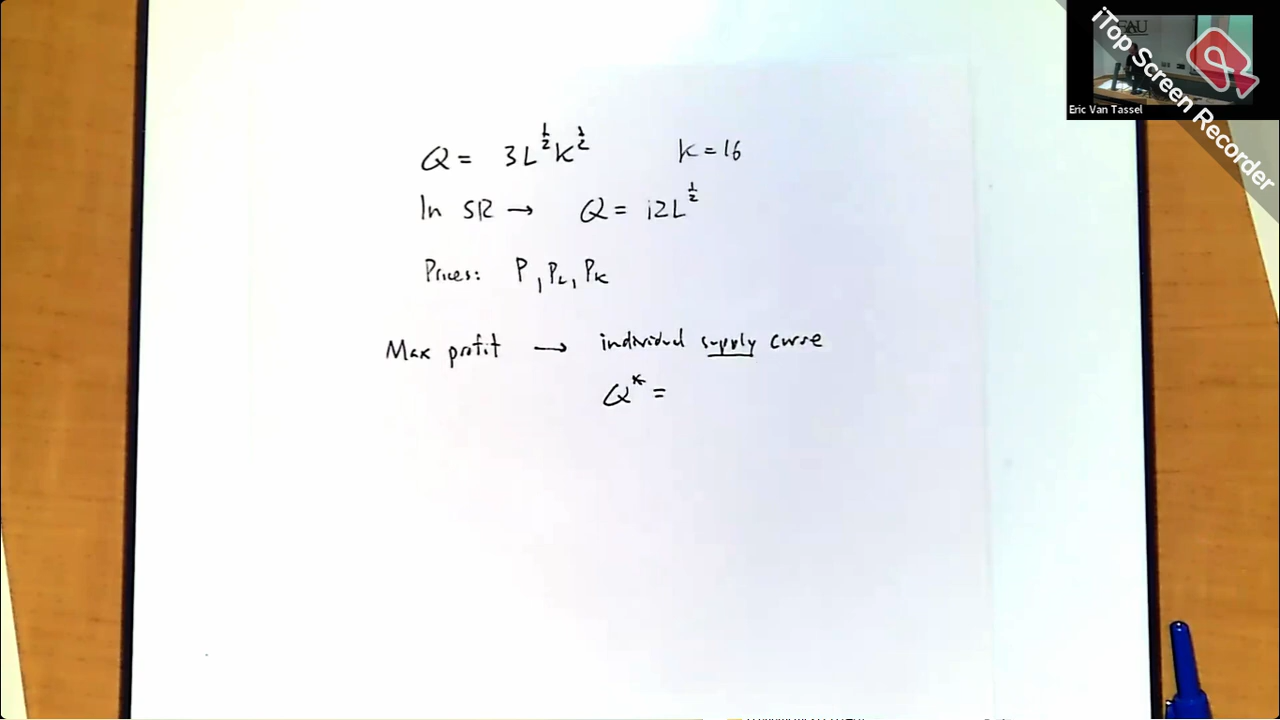 Q = 3L^½ K^½    K = 16
In SR → Q = 12L^½
Prices: P, P_L, P_K
Max profit → individual supply curve
Q* =
FAU
Eric Van Tassel
iTop Screen Recorder